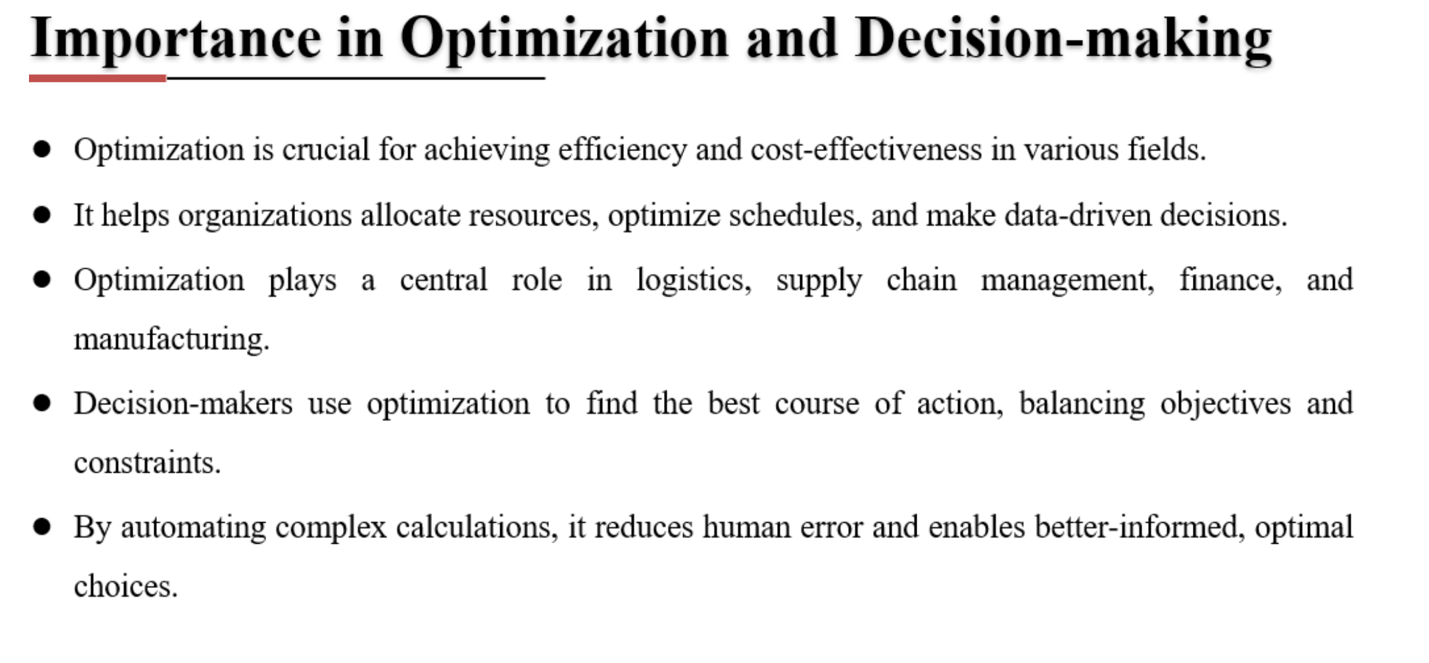 Importance in Optimization and Decision-making
● Optimization is crucial for achieving efficiency and cost-effectiveness in various fields.
● It helps organizations allocate resources, optimize schedules, and make data-driven decisions.
● Optimization plays a central role in logistics, supply chain management, finance, and
manufacturing.
● Decision-makers use optimization to find the best course of action, balancing objectives and
constraints.
● By automating complex calculations, it reduces human error and enables better-informed, optimal
choices.